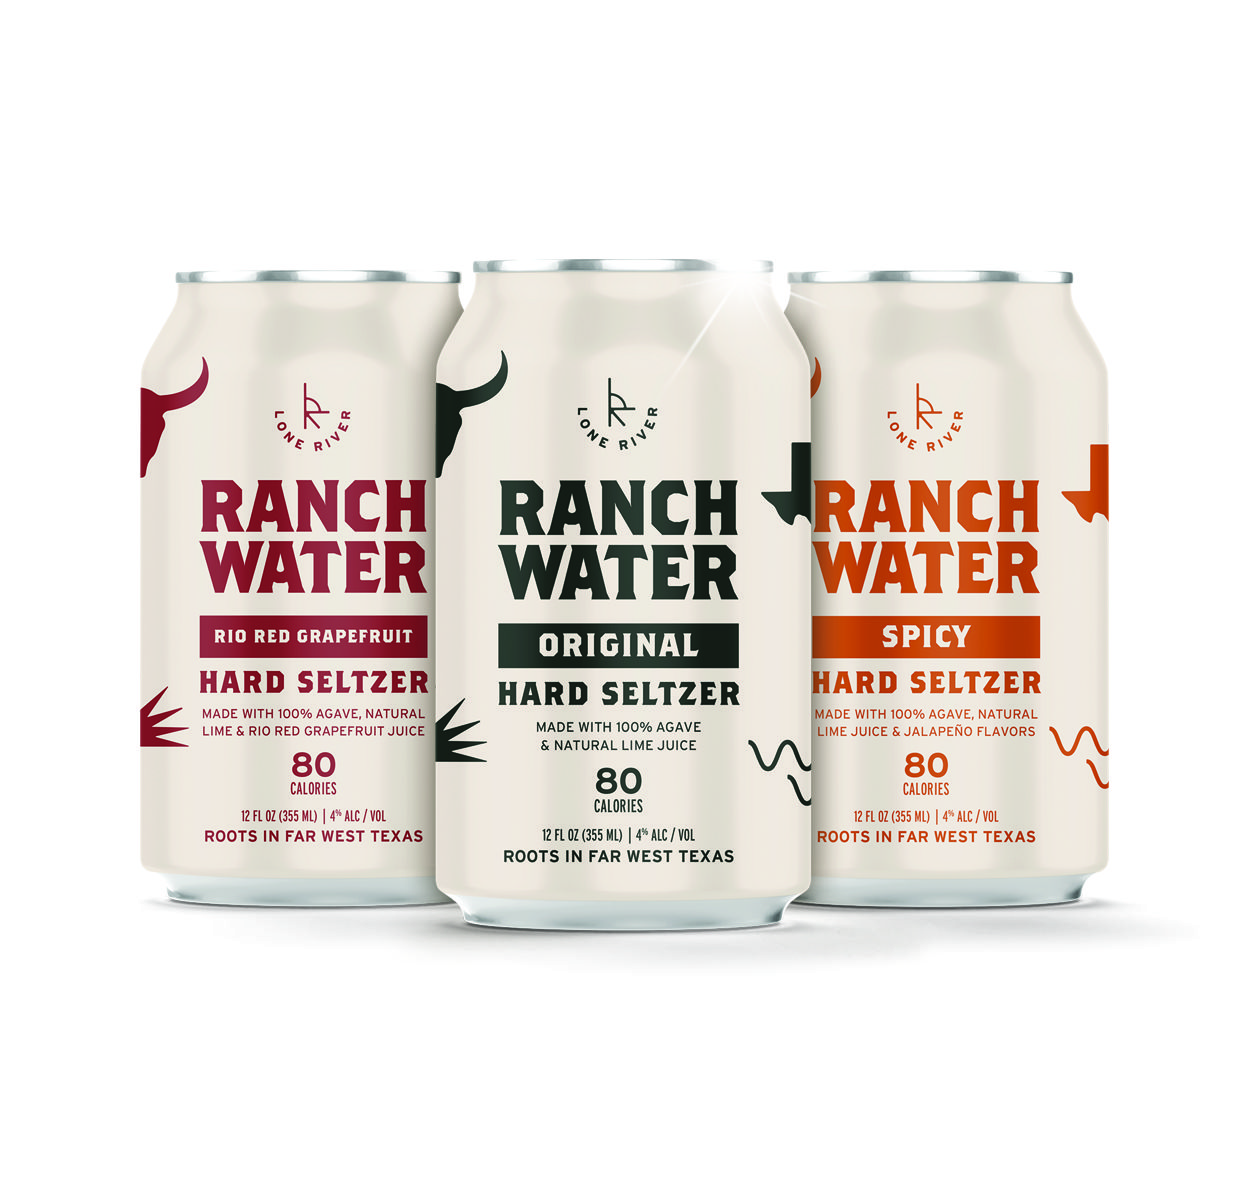 LONE RIVER
RANCH
WATER
RIO RED GRAPEFRUIT
HARD SELTZER
MADE WITH 100% AGAVE, NATURAL
LIME & RIO RED GRAPEFRUIT JUICE
80
CALORIES
12 FL OZ (355 ML) | 4% ALC / VOL
ROOTS IN FAR WEST TEXAS
LONE RIVER
RANCH
WATER
ORIGINAL
HARD SELTZER
MADE WITH 100% AGAVE
& NATURAL LIME JUICE
80
CALORIES
12 FL OZ (355 ML) | 4% ALC / VOL
ROOTS IN FAR WEST TEXAS
LONE RIVER
RANCH
WATER
SPICY
HARD SELTZER
MADE WITH 100% AGAVE, NATURAL
LIME JUICE & JALAPEÑO FLAVORS
80
CALORIES
12 FL OZ (355 ML) | 4% ALC / VOL
ROOTS IN FAR WEST TEXAS